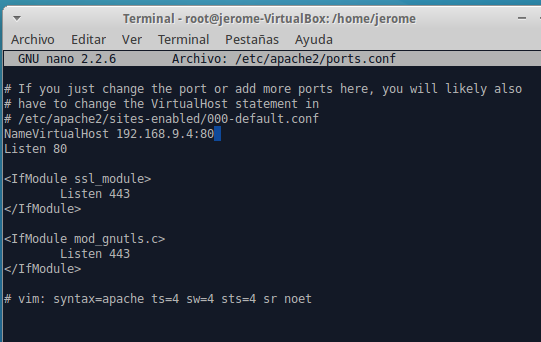 Terminal - root@jerome-VirtualBox: /home/jerome
Archivo Editar Ver Terminal Pestañas Ayuda
GNU nano 2.2.6 Archivo: /etc/apache2/ports.conf
# If you just change the port or add more ports here, you will likely also
# have to change the VirtualHost statement in
# /etc/apache2/sites-enabled/000-default.conf
NameVirtualHost 192.168.9.4:80
Listen 80
<IfModule ssl_module>
Listen 443
</IfModule>
<IfModule mod_gnutls.c>
Listen 443
</IfModule>
# vim: syntax=apache ts=4 sw=4 sts=4 sr noet